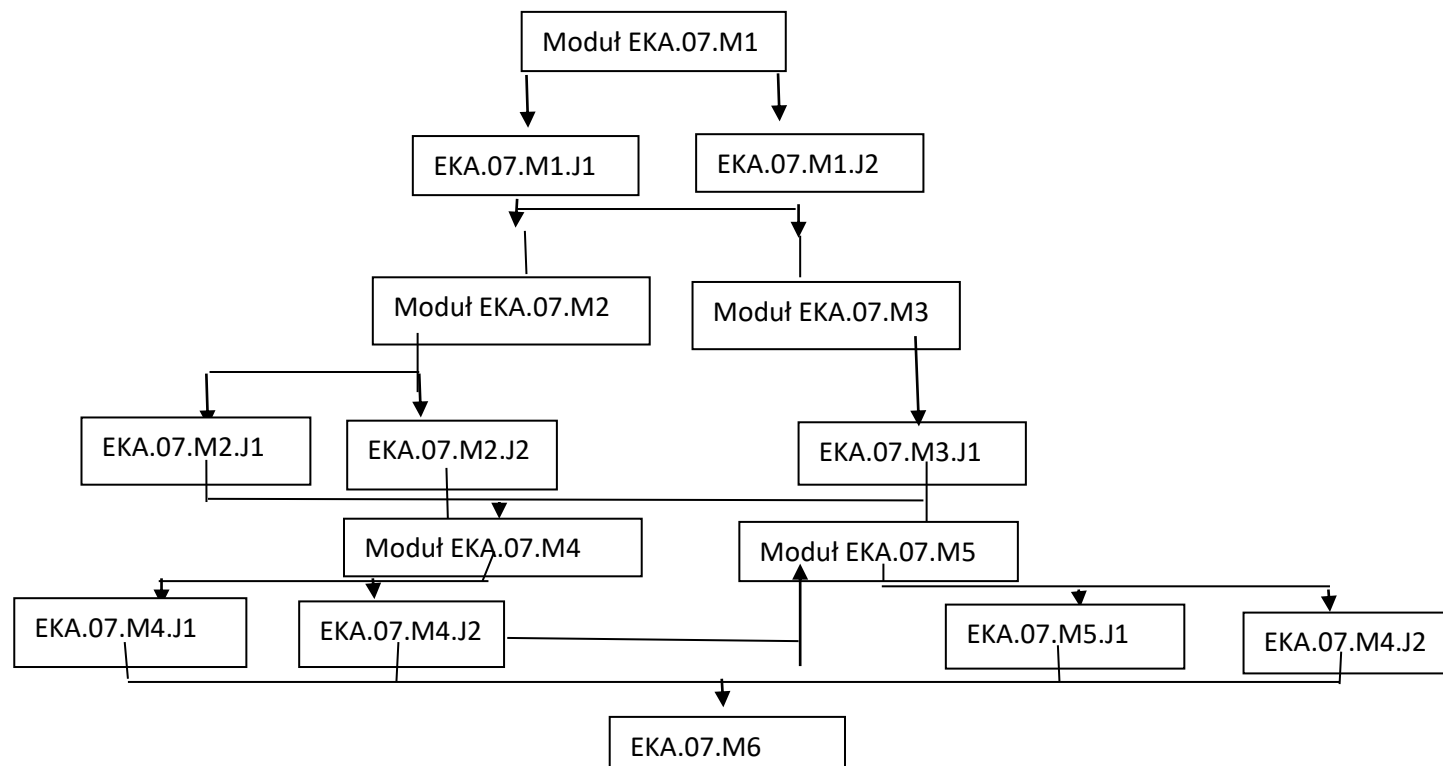 Moduł EKA.07.M1
EKA.07.M1.J1
EKA.07.M1.J2
Moduł EKA.07.M2
Moduł EKA.07.M3
EKA.07.M2.J1
EKA.07.M2.J2
EKA.07.M3.J1
Moduł EKA.07.M4
Moduł EKA.07.M5
EKA.07.M4.J1
EKA.07.M4.J2
EKA.07.M5.J1
EKA.07.M4.J2
EKA.07.M6